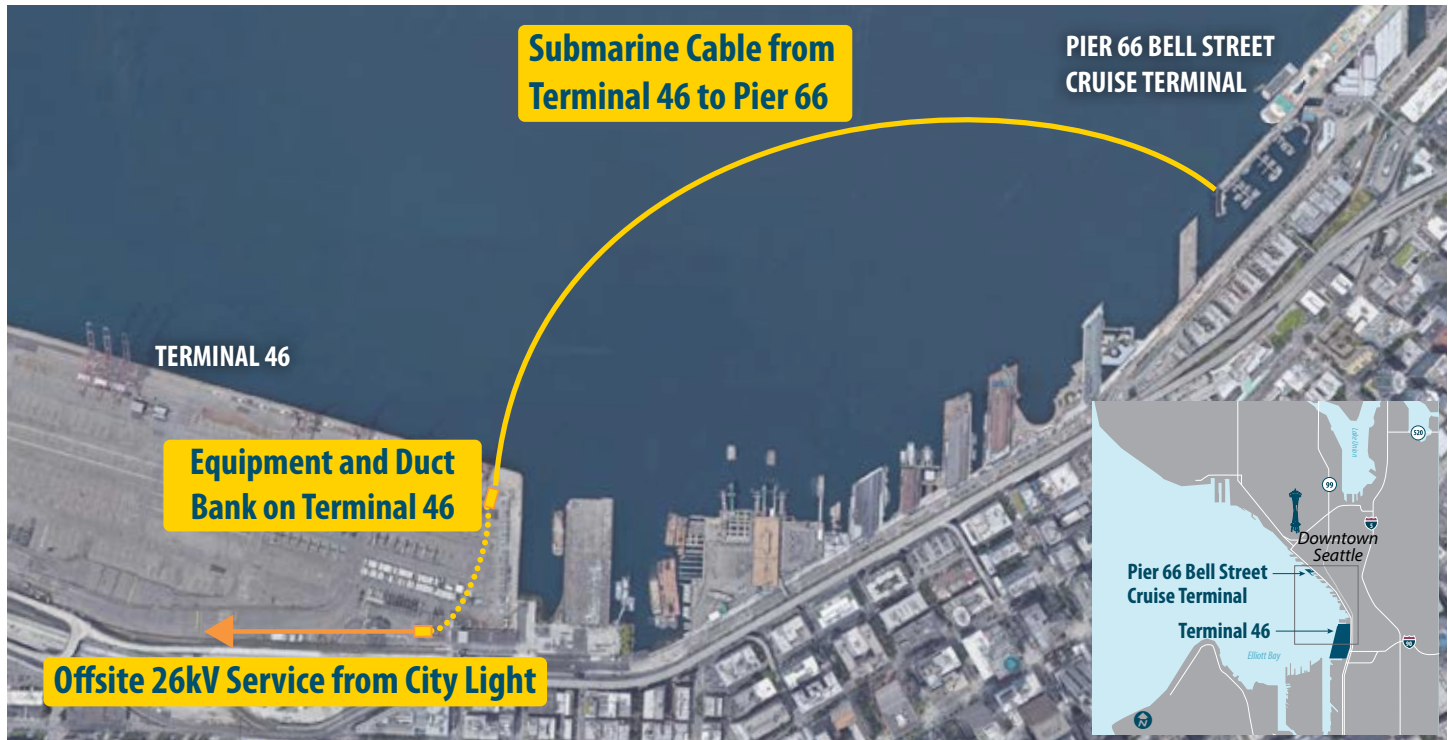 Submarine Cable from
Terminal 46 to Pier 66
PIER 66 BELL STREET
CRUISE TERMINAL
TERMINAL 46
Equipment and Duct
Bank on Terminal 46
Offsite 26kV Service from City Light
Lake Union
520
99
5
Downtown
Seattle
Pier 66 Bell Street
Cruise Terminal
Terminal 46
Elliott Bay
90
N